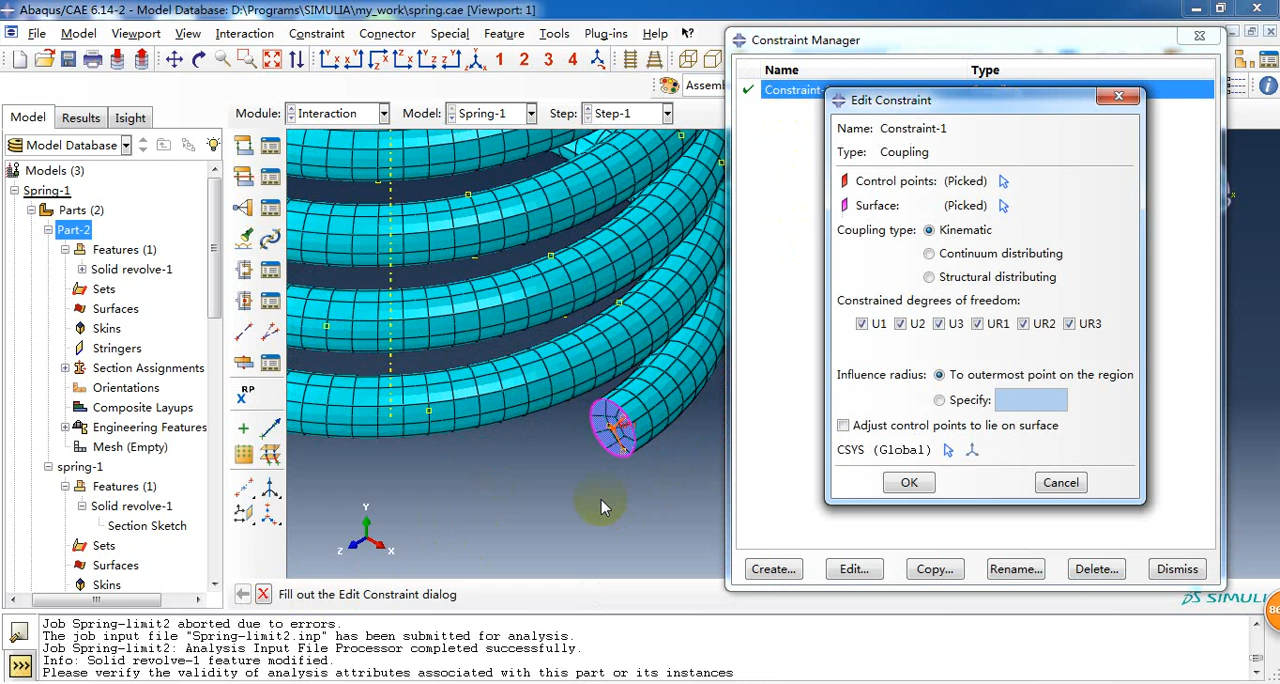 Abaqus/CAE 6.14-2 - Model Database: D:\Programs\SIMULIA\my_work\spring.cae [Viewport: 1]
File Model Viewport View Interaction Constraint Connector Special Feature Tools Plug-ins Help
1 2 3 4
Assem
Model Results Insight
Module: Interaction Model: Spring-1 Step: Step-1
Model Database
Models (3)
Spring-1
Parts (2)
Part-2
Features (1)
Solid revolve-1
Sets
Surfaces
Skins
Stringers
Section Assignments
Orientations
Composite Layups
Engineering Features
Mesh (Empty)
spring-1
Features (1)
Solid revolve-1
Section Sketch
Sets
Surfaces
Skins
RP
Y
Z
X
Constraint Manager
Name Type
Constraint-
Edit Constraint
Name: Constraint-1
Type: Coupling
Control points: (Picked)
Surface: (Picked)
Coupling type: Kinematic
Continuum distributing
Structural distributing
Constrained degrees of freedom:
U1 U2 U3 UR1 UR2 UR3
Influence radius: To outermost point on the region
Specify:
Adjust control points to lie on surface
CSYS (Global)
OK Cancel
Create... Edit... Copy... Rename... Delete... Dismiss
Fill out the Edit Constraint dialog
SIMULI
86
Job Spring-limit2 aborted due to errors.
The job input file "Spring-limit2.inp" has been submitted for analysis.
Job Spring-limit2: Analysis Input File Processor completed successfully.
Info: Solid revolve-1 feature modified.
Please verify the validity of analysis attributes associated with this part or its instances